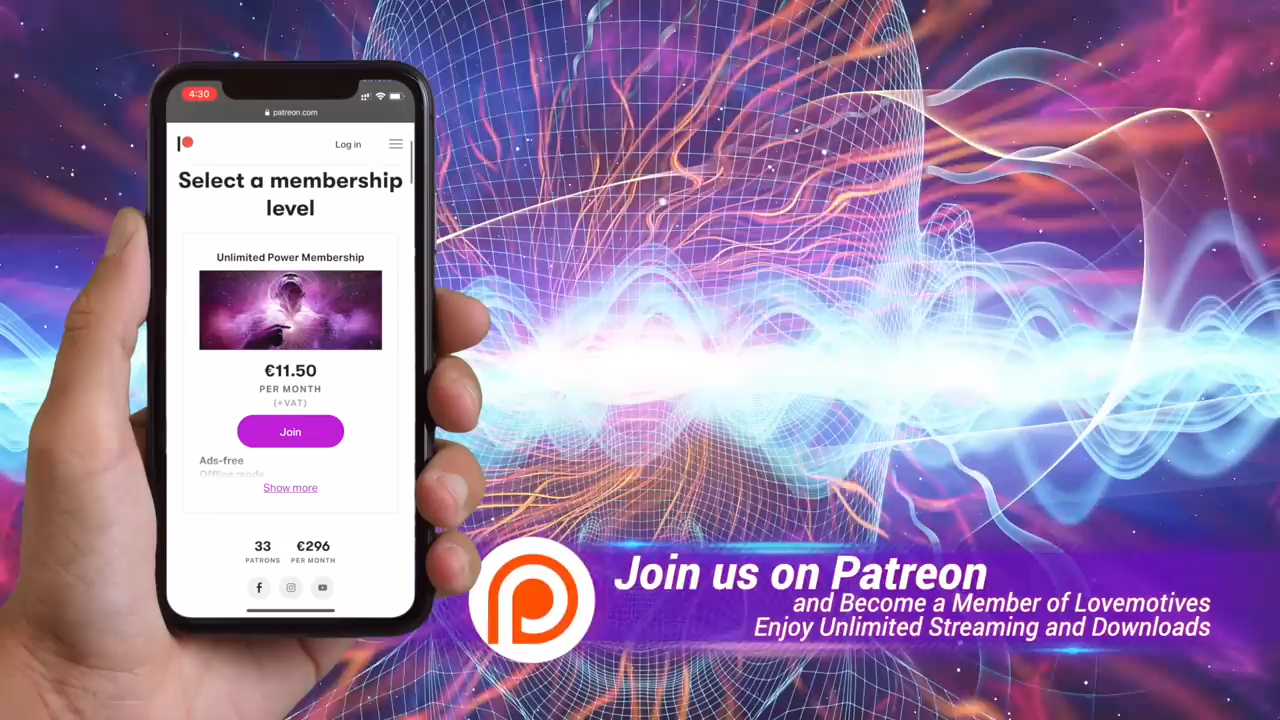 4:30
patreon.com
Log in
Select a membership
level
Unlimited Power Membership
€11.50
PER MONTH
(+VAT)
Join
Ads-free
Offline mode
Show more
33
€296
PATRONS
PER MONTH
Join us on Patreon
and Become a Member of Lovemotives
Enjoy Unlimited Streaming and Downloads